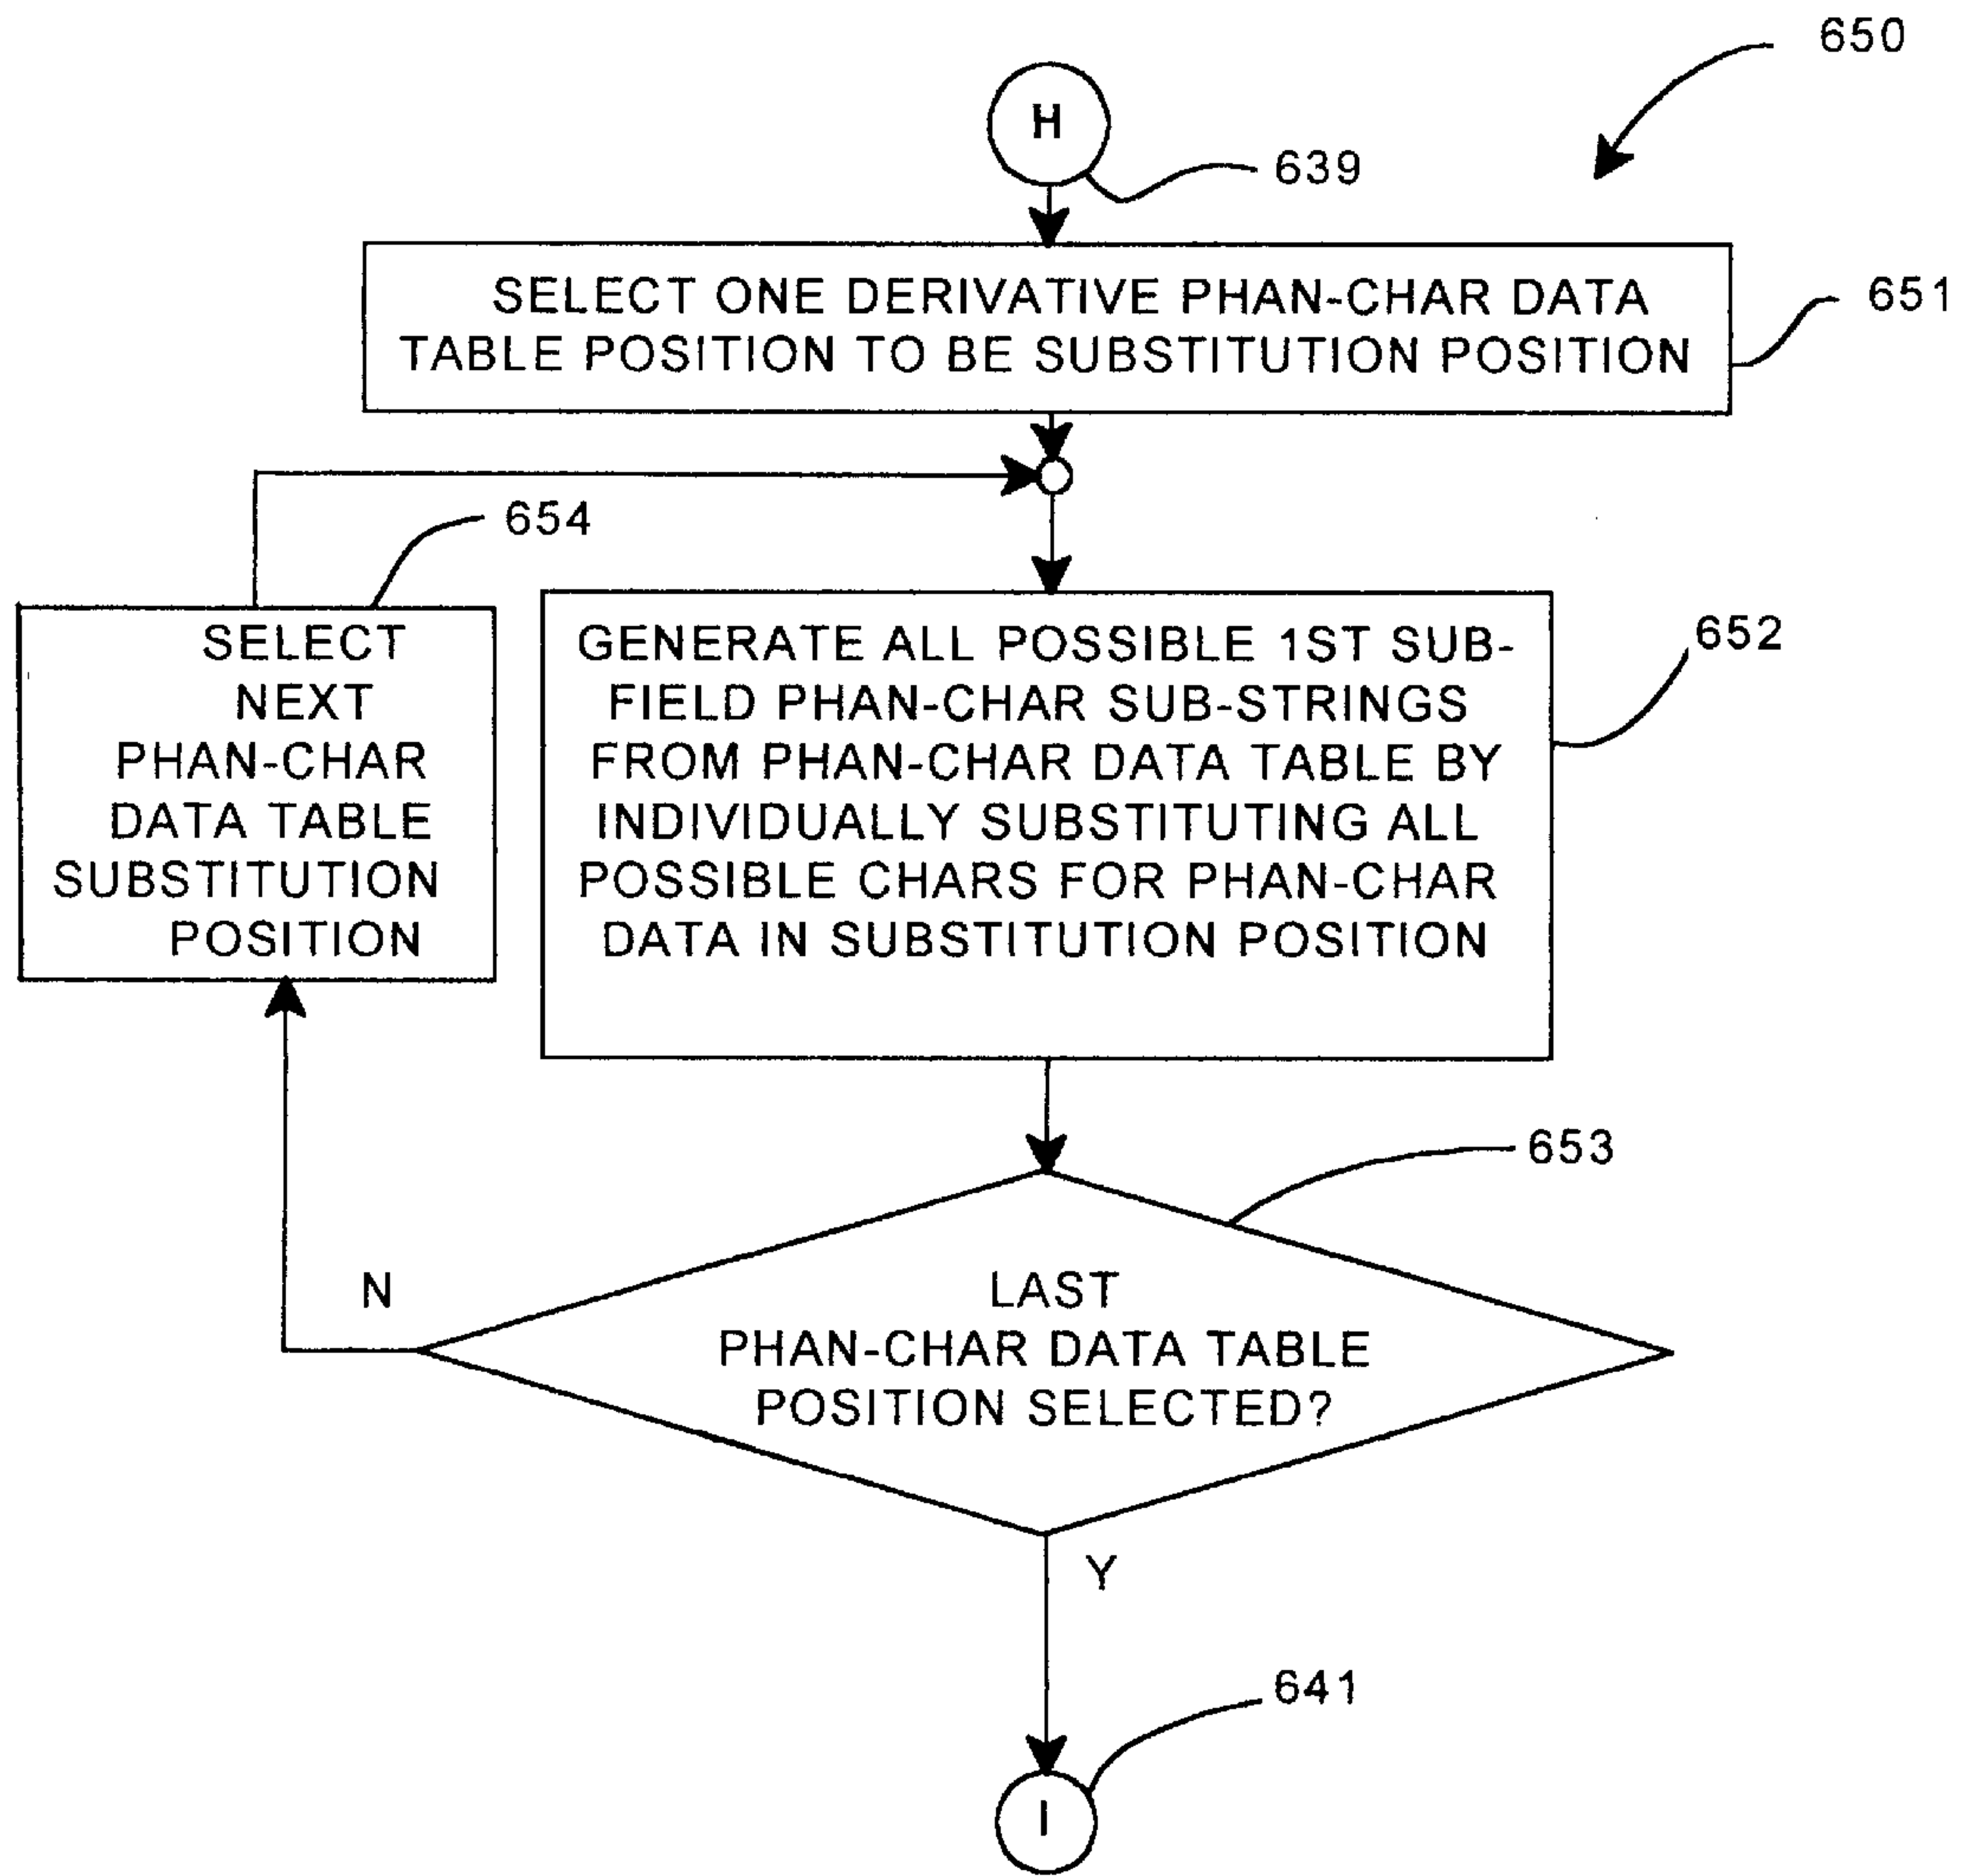 650
H
639
SELECT ONE DERIVATIVE PHAN-CHAR DATA
TABLE POSITION TO BE SUBSTITUTION POSITION
651
654
SELECT
NEXT
PHAN-CHAR
DATA TABLE
SUBSTITUTION
POSITION
GENERATE ALL POSSIBLE 1ST SUB-
FIELD PHAN-CHAR SUB-STRINGS
FROM PHAN-CHAR DATA TABLE BY
INDIVIDUALLY SUBSTITUTING ALL
POSSIBLE CHARS FOR PHAN-CHAR
DATA IN SUBSTITUTION POSITION
652
653
N
LAST
PHAN-CHAR DATA TABLE
POSITION SELECTED?
Y
641
I